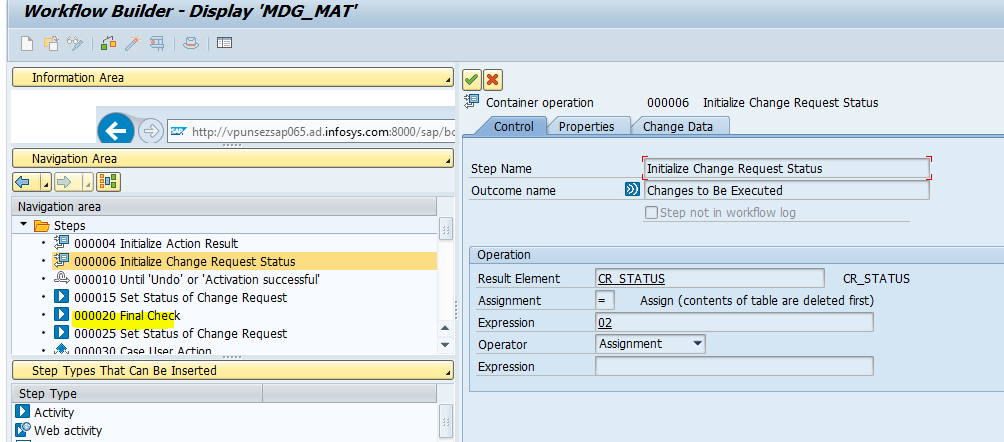 Workflow Builder - Display 'MDG_MAT'
Information Area
SAP http://vpunsezsap065.ad.infosys.com:8000/sap/bc
Navigation Area
Navigation area
Steps
000004 Initialize Action Result
000006 Initialize Change Request Status
000010 Until 'Undo' or 'Activation successful'
000015 Set Status of Change Request
000020 Final Check
000025 Set Status of Change Request
000030 Case User Action
Step Types That Can Be Inserted
Step Type
Activity
Web activity
Container operation 000006 Initialize Change Request Status
Control Properties Change Data
Step Name Initialize Change Request Status
Outcome name Changes to Be Executed
Step not in workflow log
Operation
Result Element CR_STATUS CR_STATUS
Assignment = Assign (contents of table are deleted first)
Expression 02
Operator Assignment
Expression